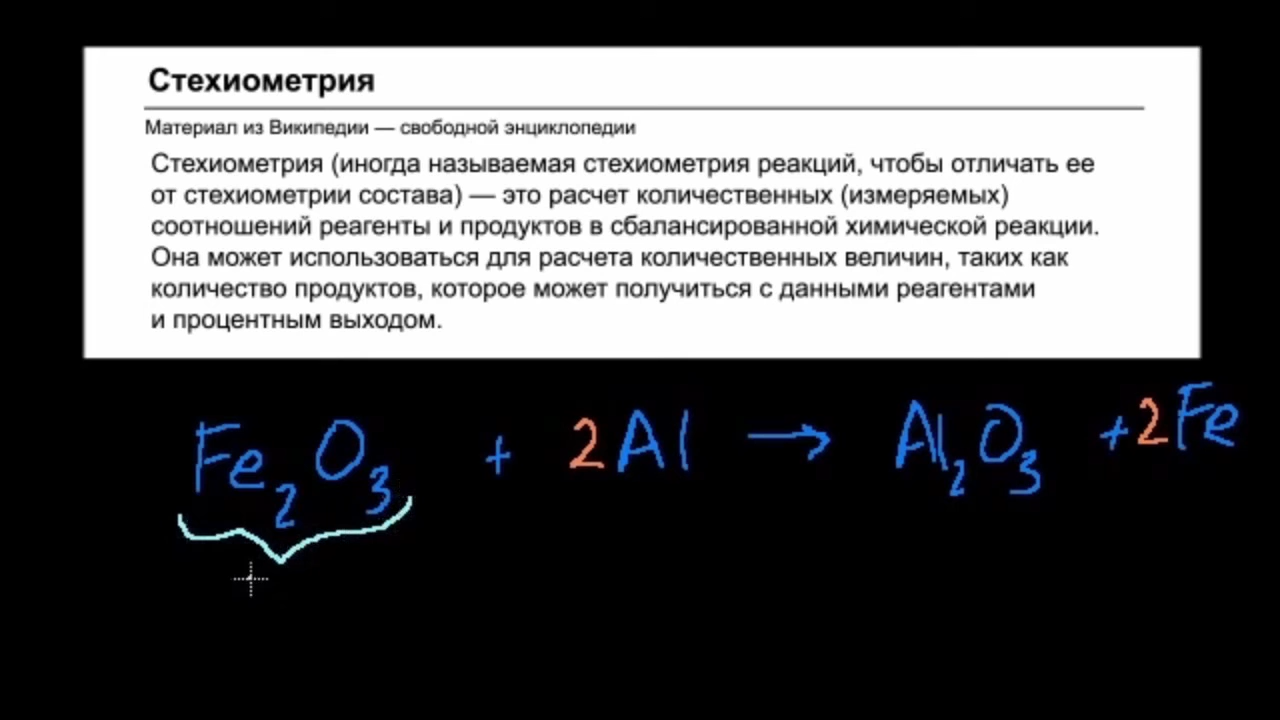 Стехиометрия
Материал из Википедии — свободной энциклопедии
Стехиометрия (иногда называемая стехиометрия реакций, чтобы отличать ее
от стехиометрии состава) — это расчет количественных (измеряемых)
соотношений реагенты и продуктов в сбалансированной химической реакции.
Она может использоваться для расчета количественных величин, таких как
количество продуктов, которое может получиться с данными реагентами
и процентным выходом.
Fe₂O₃ + 2Al → Al₂O₃ + 2Fe